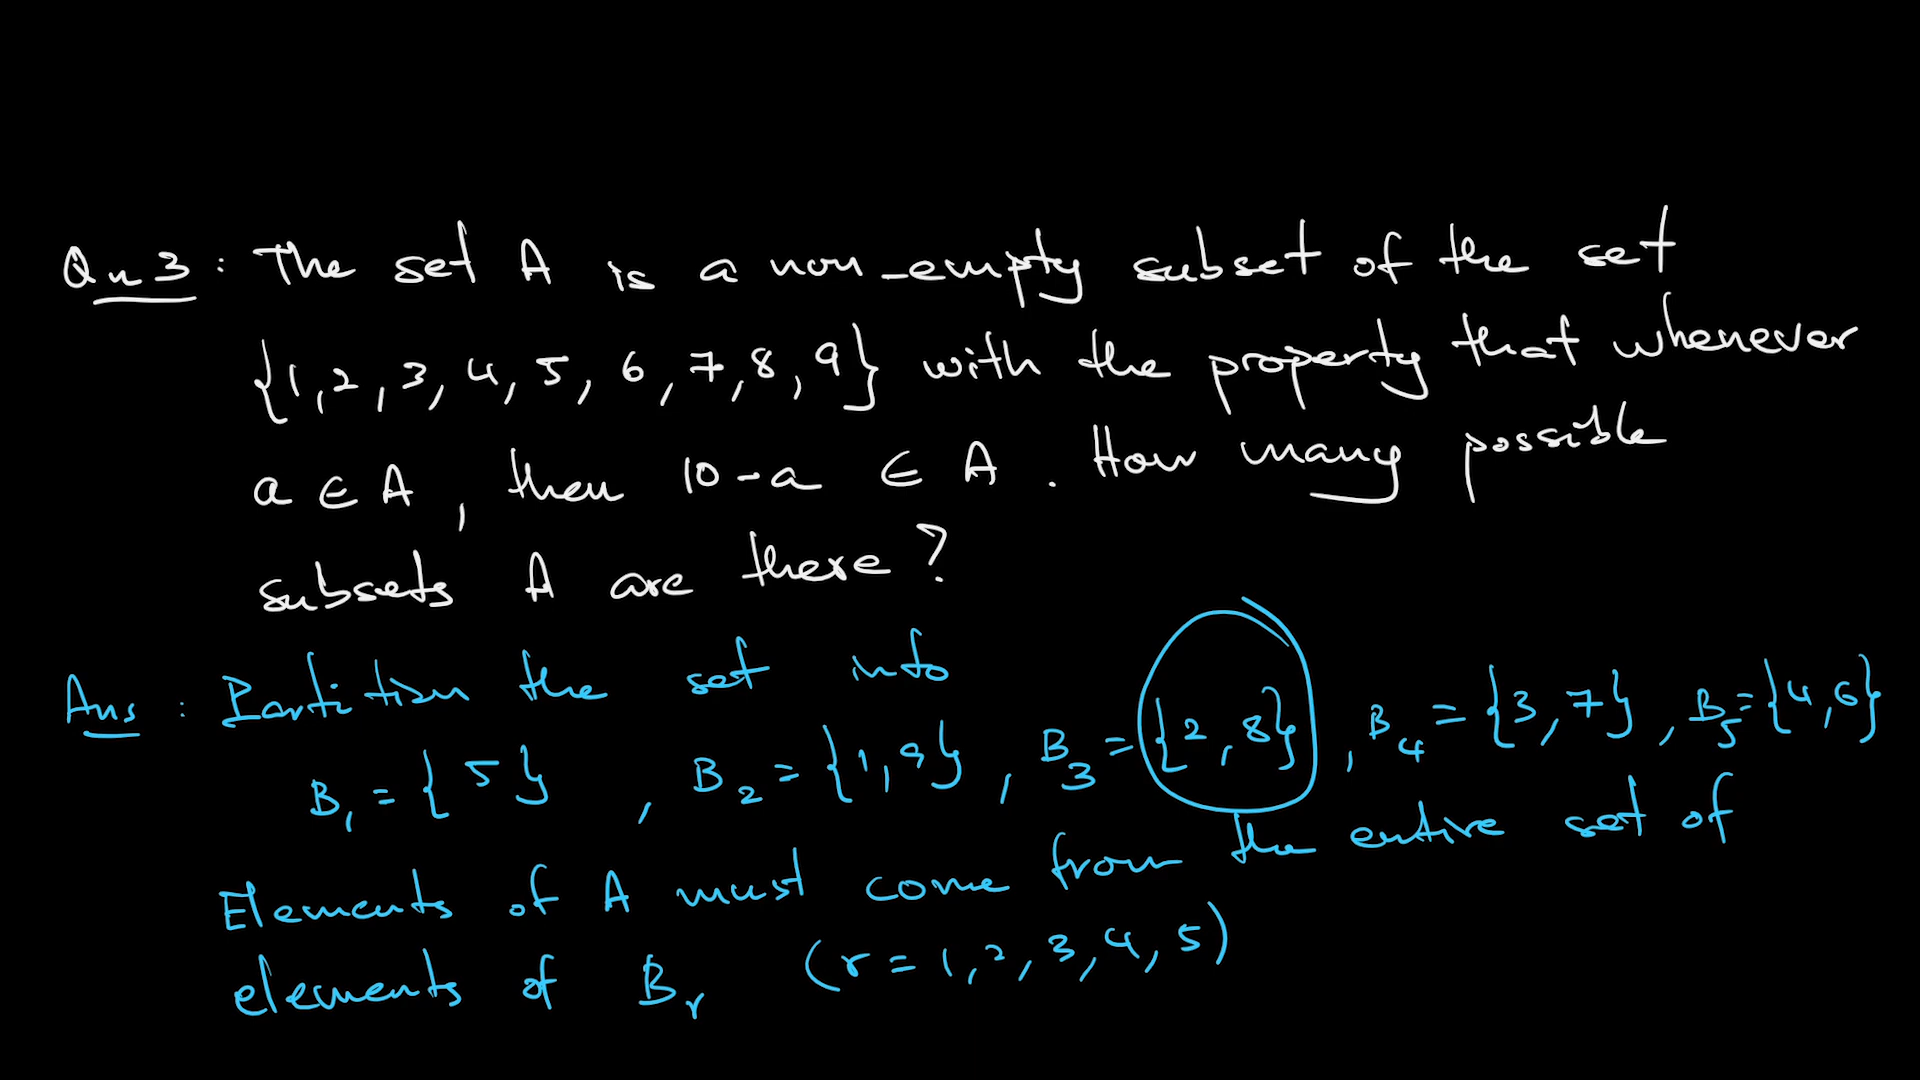 Qn 3 : The set A is a non-empty subset of the set
{1, 2, 3, 4, 5, 6, 7, 8, 9} with the property that whenever
a ∈ A, then 10 - a ∈ A. How many possible
subsets A are there?
Ans : Partition the set into
B₁ = {5}, B₂ = {1, 9}, B₃ = {2, 8}, B₄ = {3, 7}, B₅ = {4, 6}
Elements of A must come from the entire set of
elements of Bᵣ (r = 1, 2, 3, 4, 5)